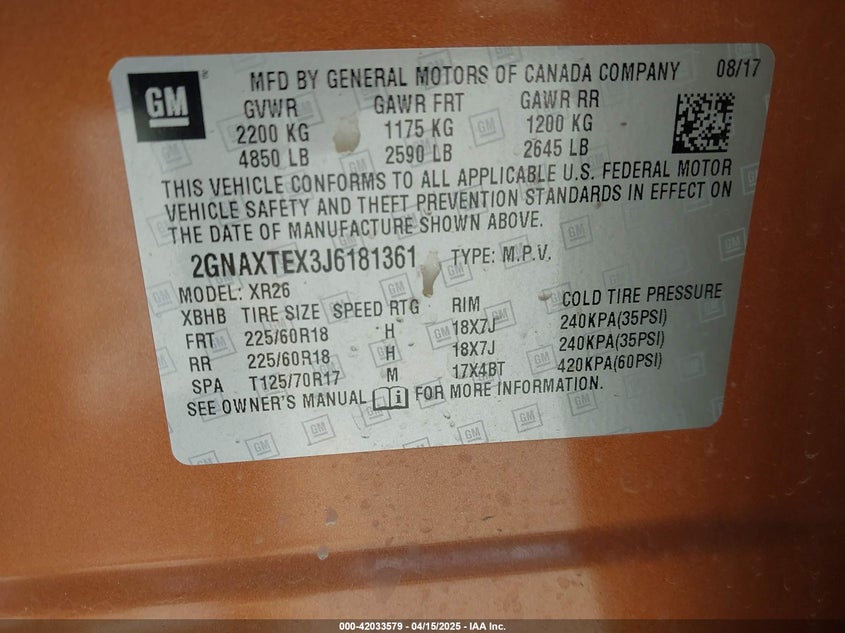 GM
MFD BY GENERAL MOTORS OF CANADA COMPANY 08/17
GVWR GAWR FRT GAWR RR
2200 KG 1175 KG 1200 KG
4850 LB 2590 LB 2645 LB
THIS VEHICLE CONFORMS TO ALL APPLICABLE U.S. FEDERAL MOTOR
VEHICLE SAFETY AND THEFT PREVENTION STANDARDS IN EFFECT ON
THE DATE OF MANUFACTURE SHOWN ABOVE.
2GNAXTEX3J6181361 TYPE: M.P.V.
MODEL: XR26
XBHB TIRE SIZE SPEED RTG RIM COLD TIRE PRESSURE
FRT 225/60R18 H 18X7J 240KPA(35PSI)
RR 225/60R18 H 18X7J 240KPA(35PSI)
SPA T125/70R17 M 17X4BT 420KPA(60PSI)
SEE OWNER'S MANUAL FOR MORE INFORMATION.
000-42033579 - 04/15/2025 - IAA Inc.